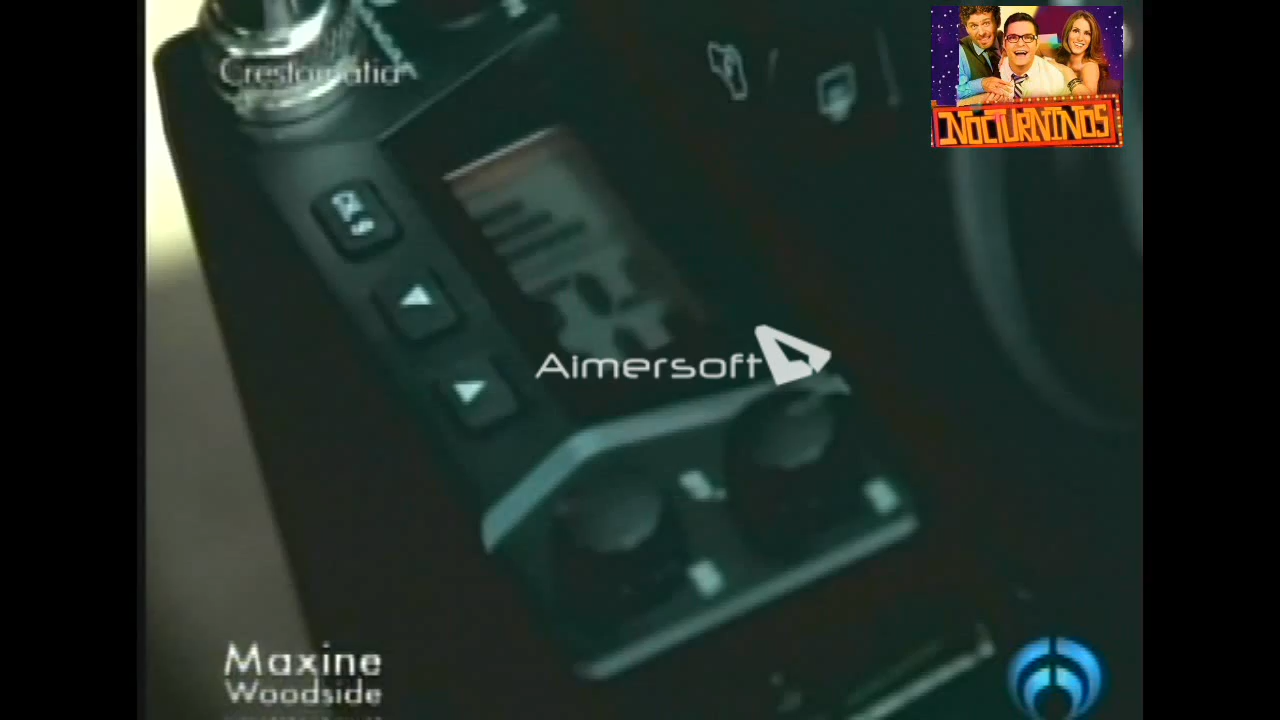 Crestomatia
NOCTURNINOS
Aimersoft
Maxine
Woodside